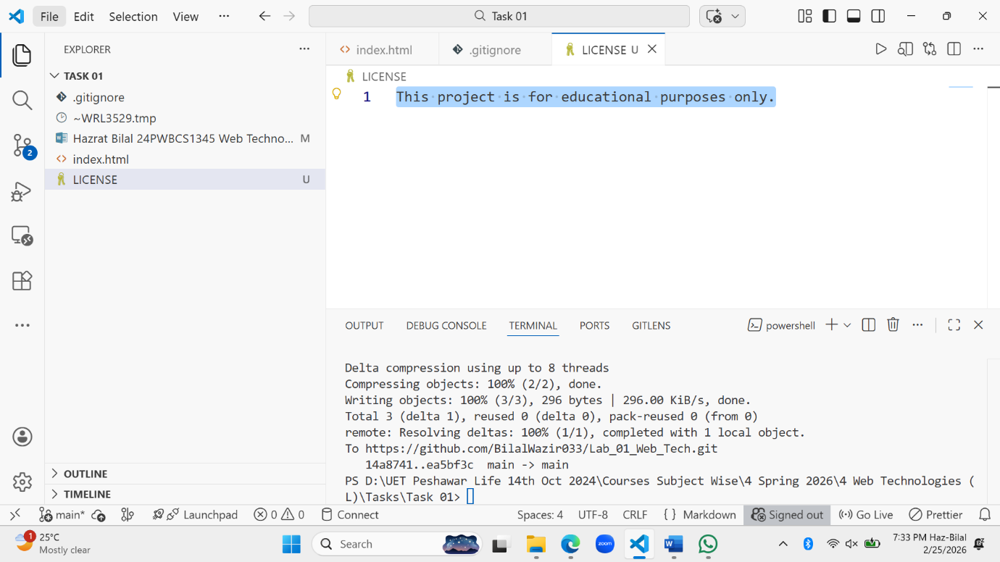 File Edit Selection View ··· Task 01
EXPLORER ···
index.html .gitignore LICENSE U
TASK 01
LICENSE
.gitignore
1 This project is for educational purposes only.
~WRL3529.tmp
Hazrat Bilal 24PWBCS1345 Web Techno... M
2
index.html
LICENSE U
OUTPUT DEBUG CONSOLE TERMINAL PORTS GITLENS powershell
Delta compression using up to 8 threads
Compressing objects: 100% (2/2), done.
Writing objects: 100% (3/3), 296 bytes | 296.00 KiB/s, done.
Total 3 (delta 1), reused 0 (delta 0), pack-reused 0 (from 0)
remote: Resolving deltas: 100% (1/1), completed with 1 local object.
To https://github.com/BilalWazir033/Lab_01_Web_Tech.git
14a8741..ea5bf3c main -> main
PS D:\UET Peshawar Life 14th Oct 2024\Courses Subject Wise\4 Spring 2026\4 Web Technologies (
L)\Tasks\Task 01>
OUTLINE
TIMELINE
main* Launchpad 0 0 Connect Spaces: 4 UTF-8 CRLF { } Markdown Signed out Go Live Prettier
1 25°C
Mostly clear
Search
zoom
7:33 PM Haz-Bilal
2/25/2026